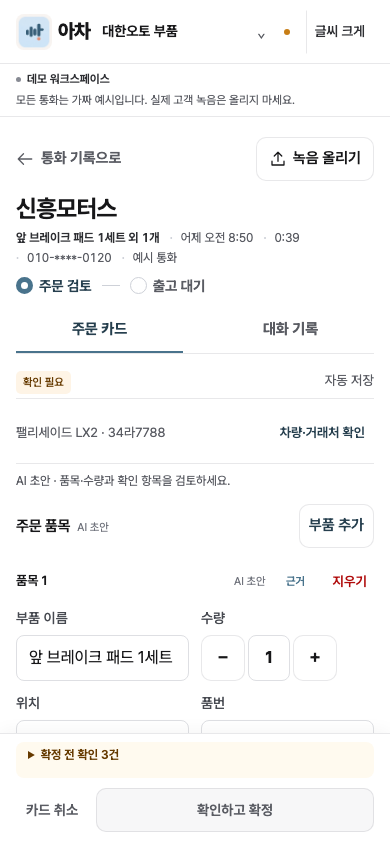 아차 대한오토 부품 글씨 크게
데모 워크스페이스
모든 통화는 가짜 예시입니다. 실제 고객 녹음은 올리지 마세요.
← 통화 기록으로 녹음 올리기
신흥모터스
앞 브레이크 패드 1세트 외 1개 · 어제 오전 8:50 · 0:39
· 010-****-0120 · 예시 통화
주문 검토 출고 대기
주문 카드 대화 기록
확인 필요 자동 저장
팰리세이드 LX2 · 34라7788 차량·거래처 확인
AI 초안 · 품목·수량과 확인 항목을 검토하세요.
주문 품목 AI 초안 부품 추가
품목 1 AI 초안 근거 지우기
부품 이름 수량
앞 브레이크 패드 1세트 − 1 +
위치 품번
▶ 확정 전 확인 3건
카드 취소 확인하고 확정